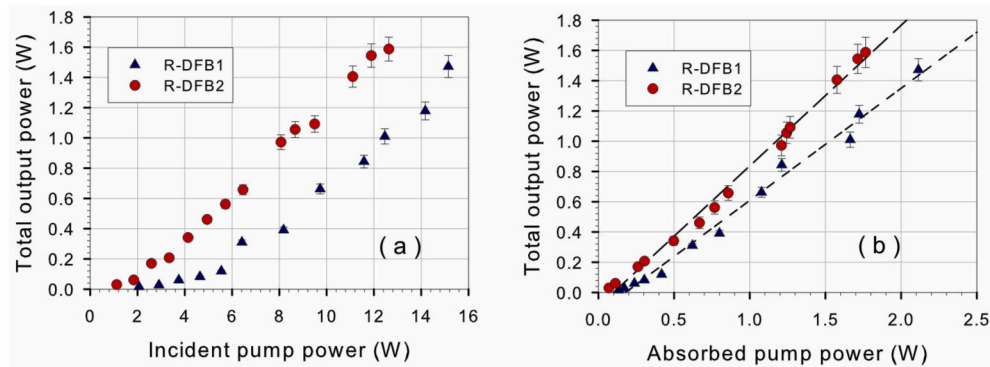 1.8
1.6
1.4
1.2
1.0
0.8
0.6
0.4
0.2
0.0
Total output power (W)
R-DFB1
R-DFB2
( a )
0 2 4 6 8 10 12 14 16
Incident pump power (W)
1.8
1.6
1.4
1.2
1.0
0.8
0.6
0.4
0.2
0.0
Total output power (W)
R-DFB1
R-DFB2
( b )
0.0 0.5 1.0 1.5 2.0 2.5
Absorbed pump power (W)